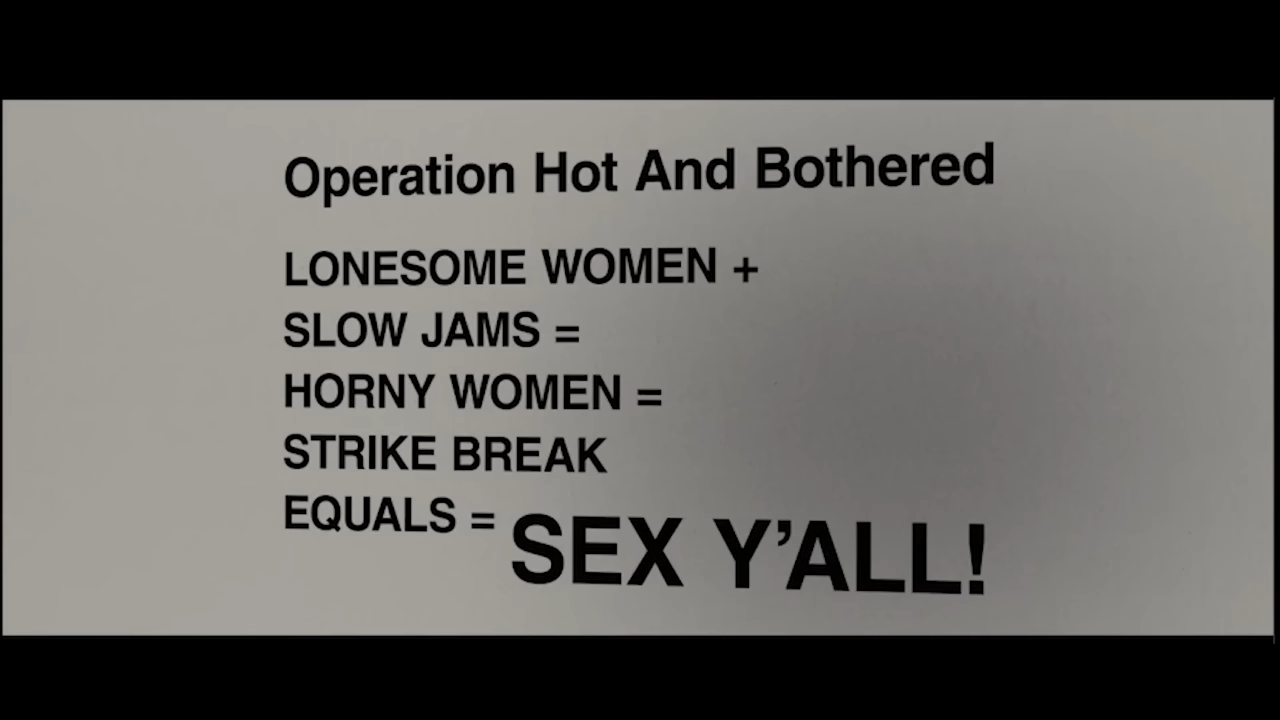 Operation Hot And Bothered
LONESOME WOMEN +
SLOW JAMS =
HORNY WOMEN =
STRIKE BREAK
EQUALS = SEX Y'ALL!